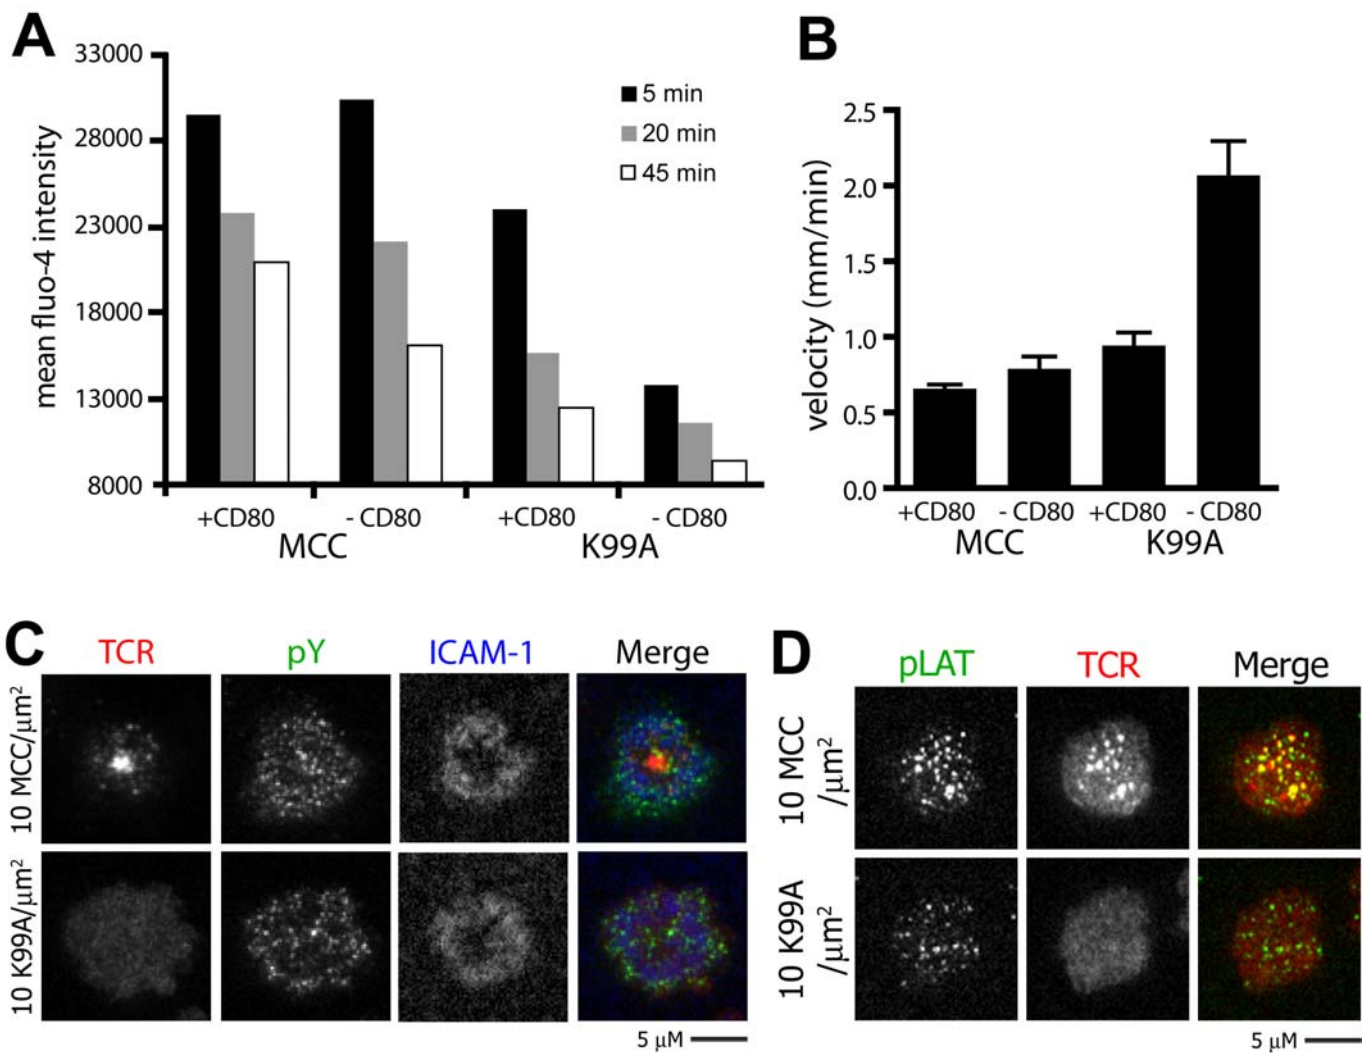 A
33000
28000
23000
18000
13000
8000
mean fluo-4 intensity
5 min
20 min
45 min
+CD80
- CD80
+CD80
- CD80
MCC
K99A
B
2.5
2.0
1.5
1.0
0.5
0.0
velocity (mm/min)
+CD80
- CD80
+CD80
- CD80
MCC
K99A
C
TCR
pY
ICAM-1
Merge
10 MCC/μm²
10 K99A/μm²
5 μM
D
pLAT
TCR
Merge
10 MCC
/μm²
10 K99A
/μm²
5 μM